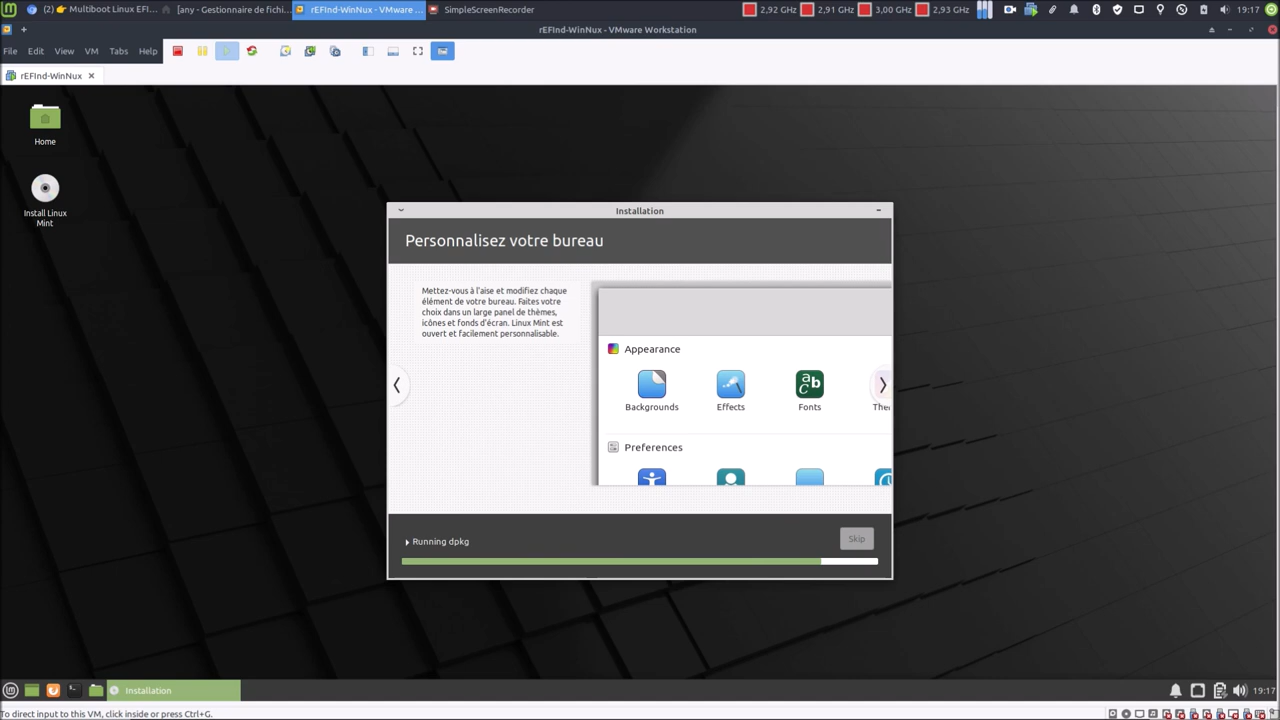 (2) 👉 Multiboot Linux EFI...
[any - Gestionnaire de fichi...
rEFInd-WinNux - VMware ...
SimpleScreenRecorder
2,92 GHz
2,91 GHz
3,00 GHz
2,93 GHz
19:17
rEFInd-WinNux - VMware Workstation
File Edit View VM Tabs Help
rEFInd-WinNux
Home
Install Linux
Mint
Installation
Personnalisez votre bureau
Mettez-vous à l'aise et modifiez chaque
élément de votre bureau. Faites votre
choix dans un large panel de thèmes,
icônes et fonds d'écran. Linux Mint est
ouvert et facilement personnalisable.
Appearance
Backgrounds
Effects
Fonts
Preferences
Running dpkg
Skip
Installation
19:17
To direct input to this VM, click inside or press Ctrl+G.